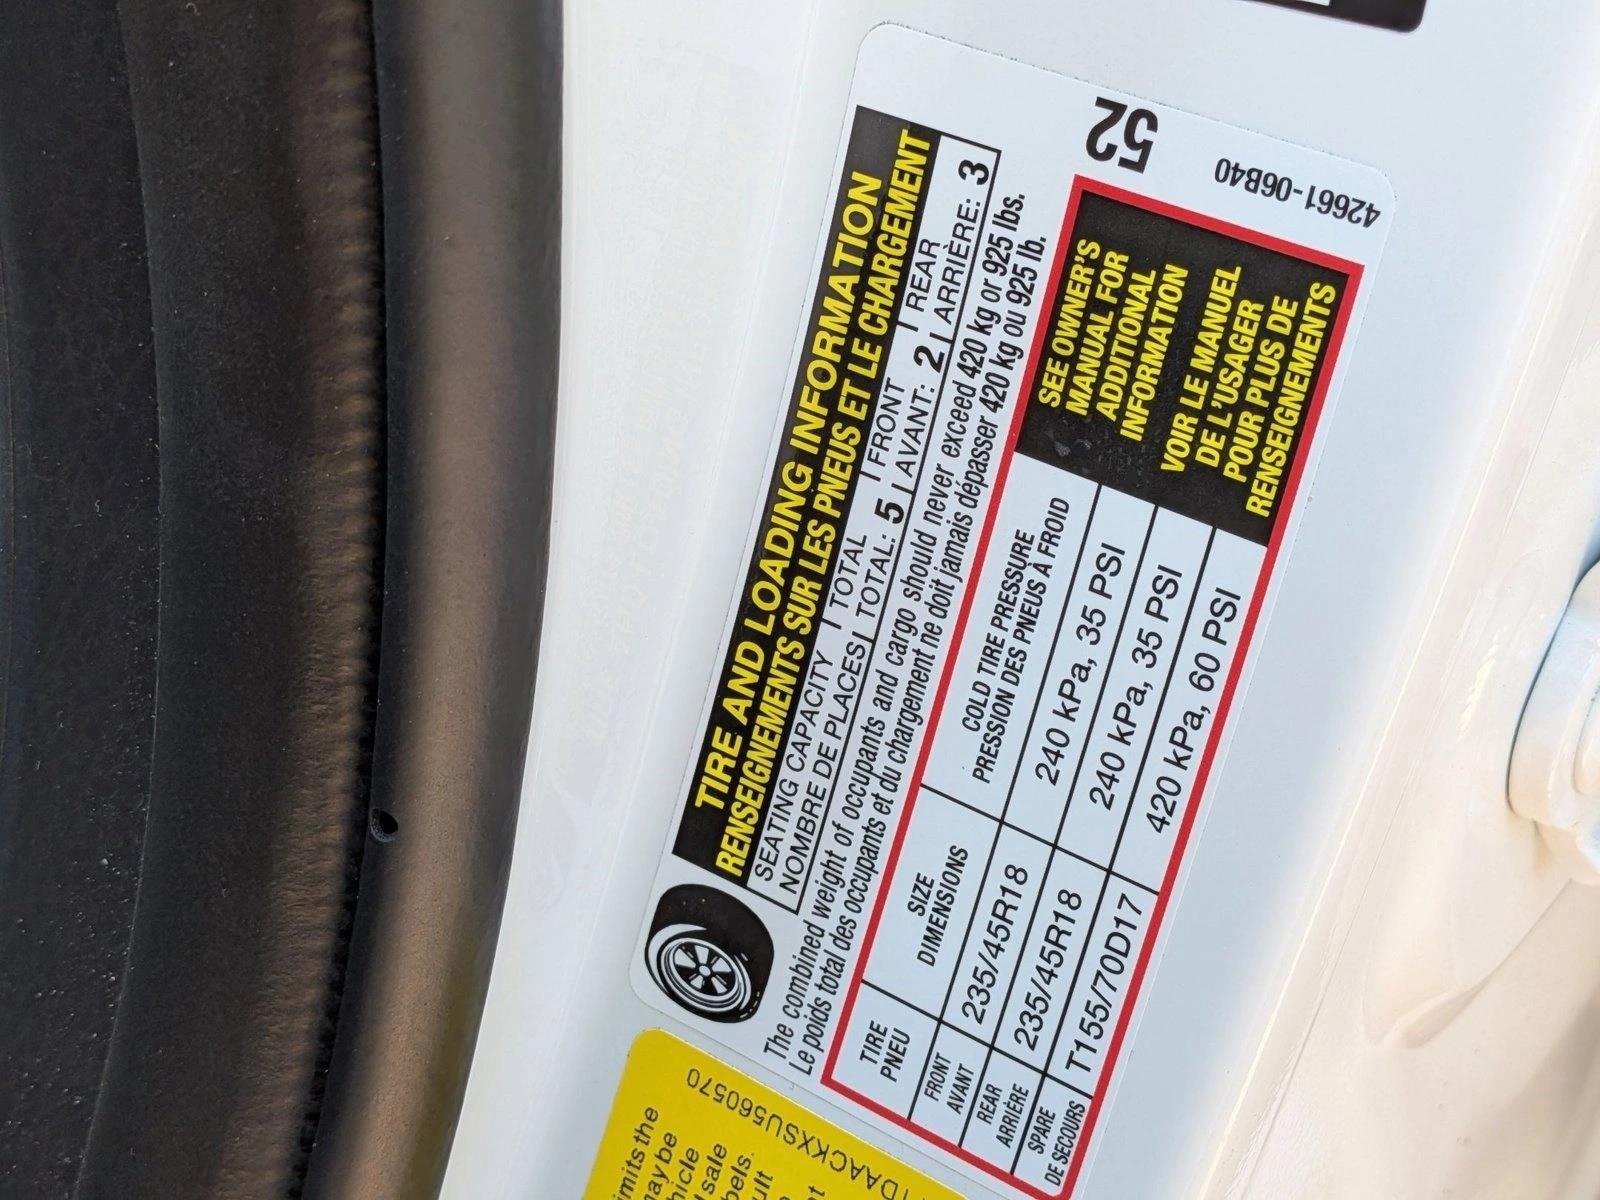 TIRE AND LOADING INFORMATION
RENSEIGNEMENTS SUR LES PNEUS ET LE CHARGEMENT
SEATING CAPACITY | TOTAL | FRONT | REAR
NOMBRE DE PLACES | TOTAL: 5 | AVANT: 2 | ARRIÈRE: 3
The combined weight of occupants and cargo should never exceed 420 kg or 925 lbs.
Le poids total des occupants et du chargement ne doit jamais dépasser 420 kg ou 925 lb.
TIRE SIZE COLD TIRE PRESSURE
PNEU DIMENSIONS PRESSION DES PNEUS À FROID
FRONT
AVANT 235/45R18 240 kPa, 35 PSI
REAR
ARRIÈRE 235/45R18 240 kPa, 35 PSI
SPARE
DE SECOURS T155/70D17 420 kPa, 60 PSI
SEE OWNER'S
MANUAL FOR
ADDITIONAL
INFORMATION
VOIR LE MANUEL
DE L'USAGER
POUR PLUS DE
RENSEIGNEMENTS
52
42661-06B40
the
may be
sale
1DAACKXSU560570